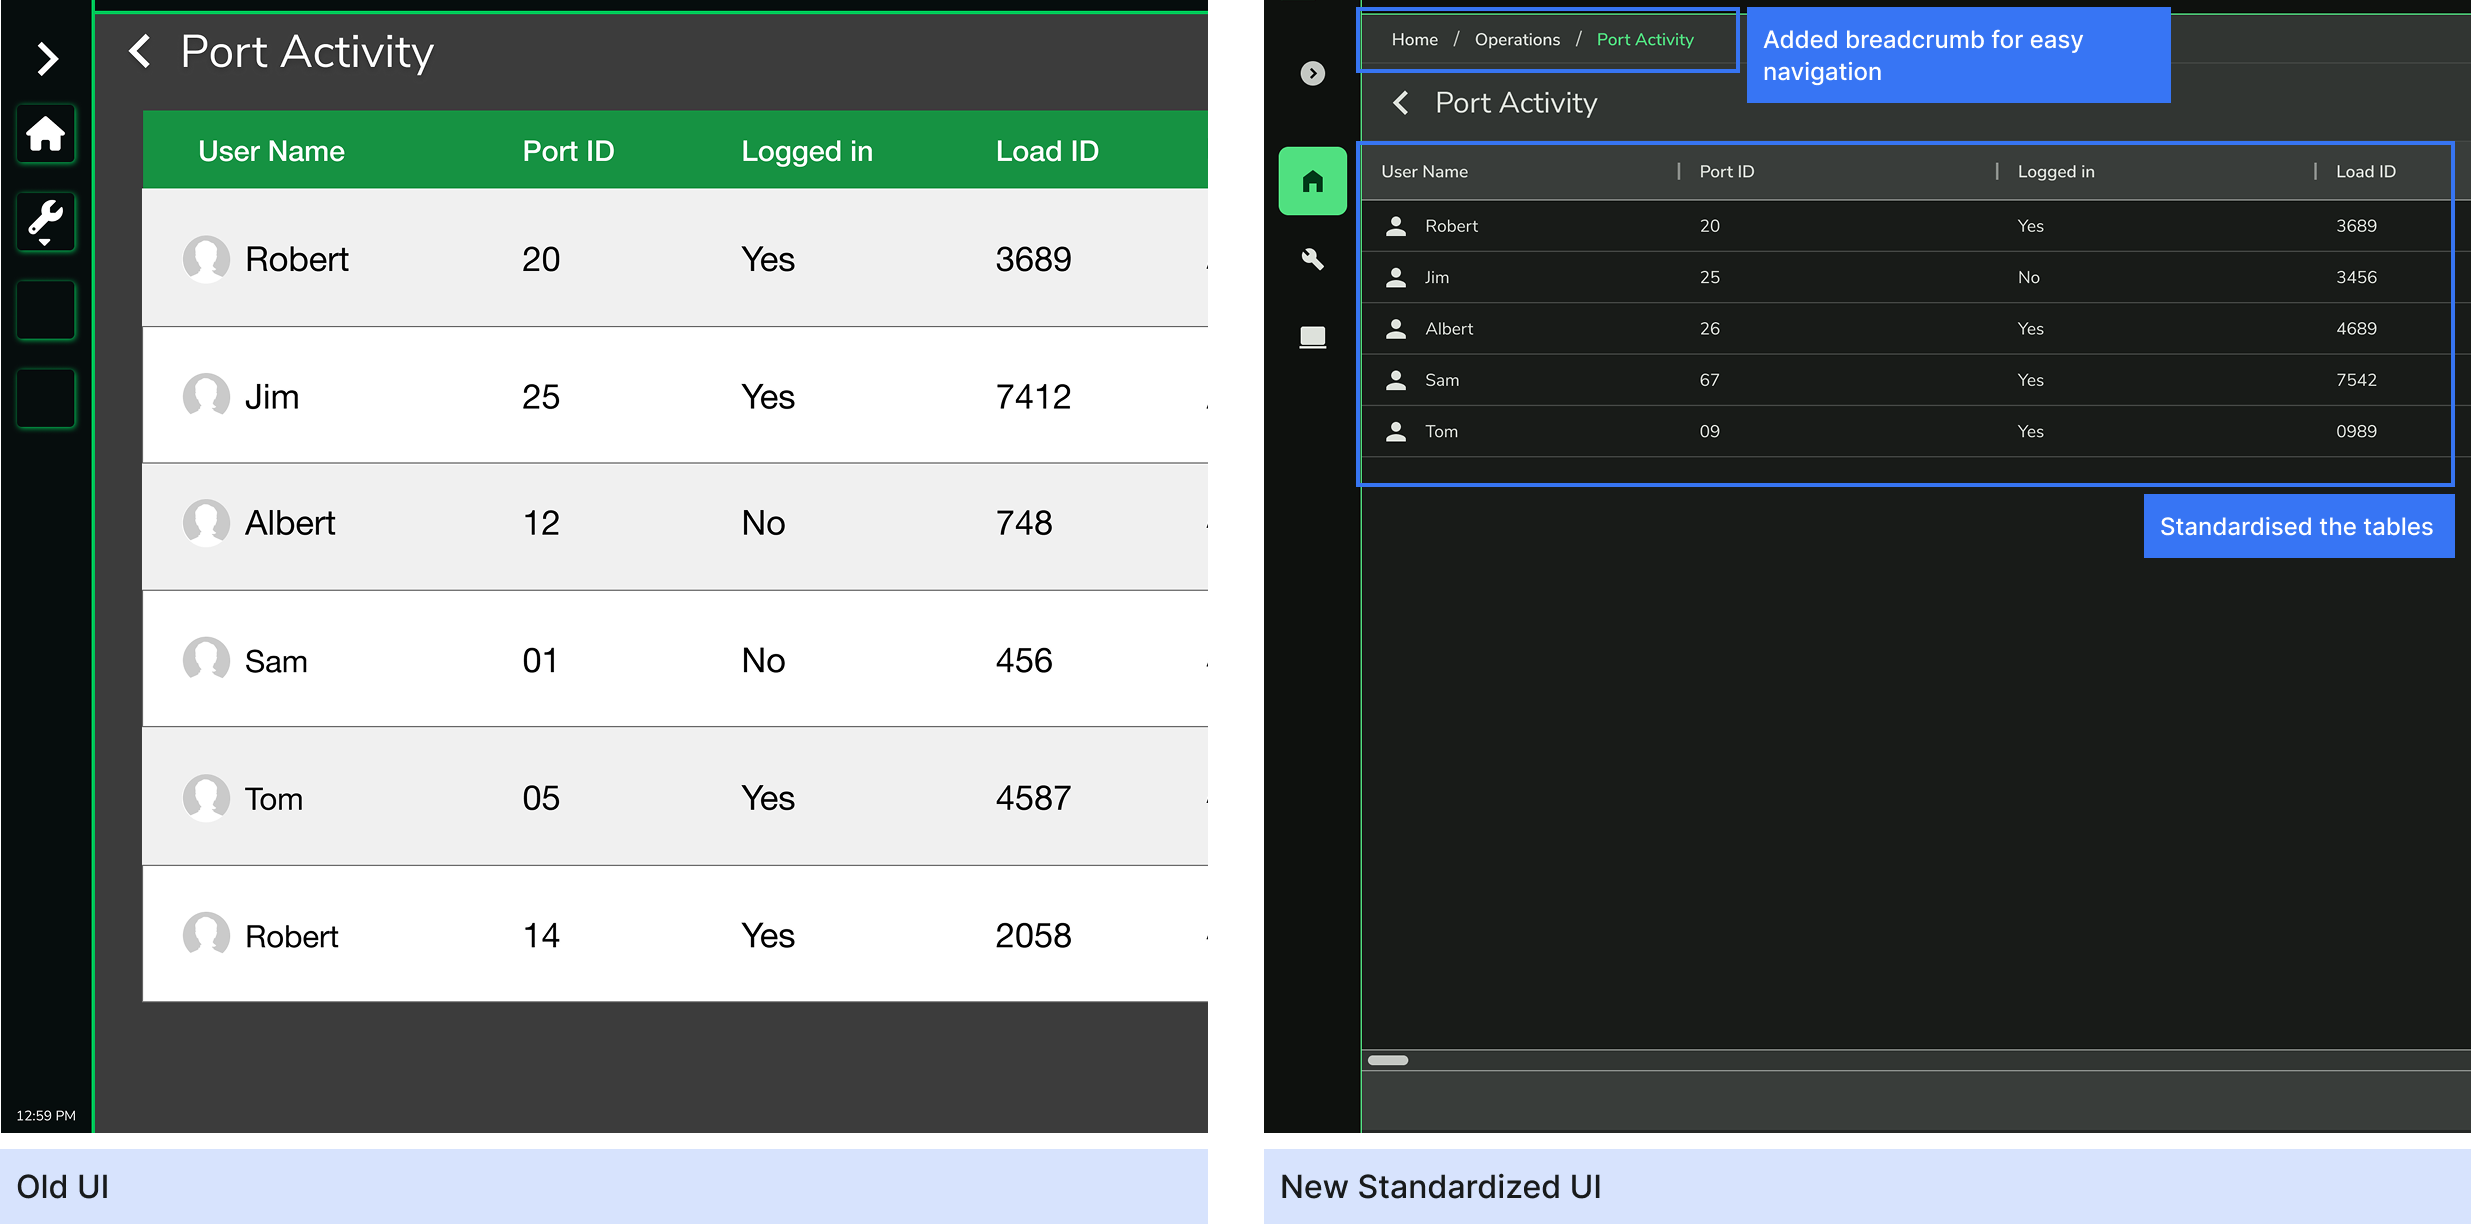 Port Activity
User Name Port ID Logged in Load ID
Robert 20 Yes 3689
Jim 25 Yes 7412
Albert 12 No 748
Sam 01 No 456
Tom 05 Yes 4587
Robert 14 Yes 2058
12:59 PM
Old UI
Home / Operations / Port Activity
Added breadcrumb for easy
navigation
Port Activity
User Name | Port ID | Logged in | Load ID
Robert 20 Yes 3689
Jim 25 No 3456
Albert 26 Yes 4689
Sam 67 Yes 7542
Tom 09 Yes 0989
Standardised the tables
New Standardized UI